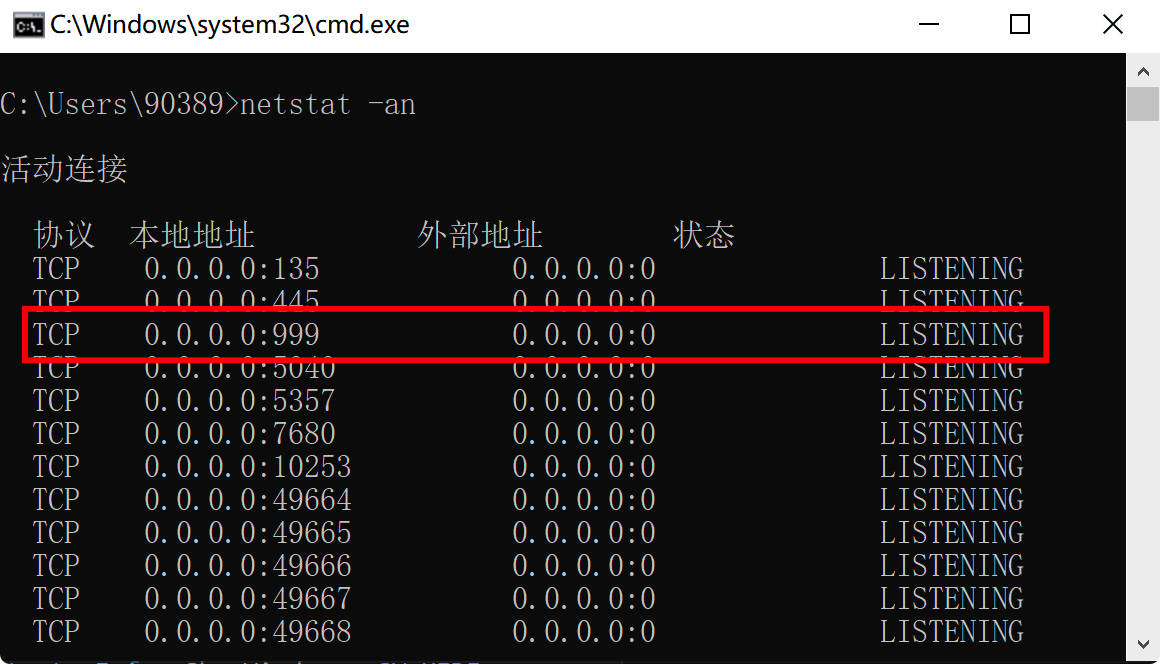 C:\Windows\system32\cmd.exe
C:\Users\90389>netstat -an
活动连接
协议 本地地址 外部地址 状态
TCP 0.0.0.0:135 0.0.0.0:0 LISTENING
TCP 0.0.0.0:445 0.0.0.0:0 LISTENING
TCP 0.0.0.0:999 0.0.0.0:0 LISTENING
TCP 0.0.0.0:5040 0.0.0.0:0 LISTENING
TCP 0.0.0.0:5357 0.0.0.0:0 LISTENING
TCP 0.0.0.0:7680 0.0.0.0:0 LISTENING
TCP 0.0.0.0:10253 0.0.0.0:0 LISTENING
TCP 0.0.0.0:49664 0.0.0.0:0 LISTENING
TCP 0.0.0.0:49665 0.0.0.0:0 LISTENING
TCP 0.0.0.0:49666 0.0.0.0:0 LISTENING
TCP 0.0.0.0:49667 0.0.0.0:0 LISTENING
TCP 0.0.0.0:49668 0.0.0.0:0 LISTENING